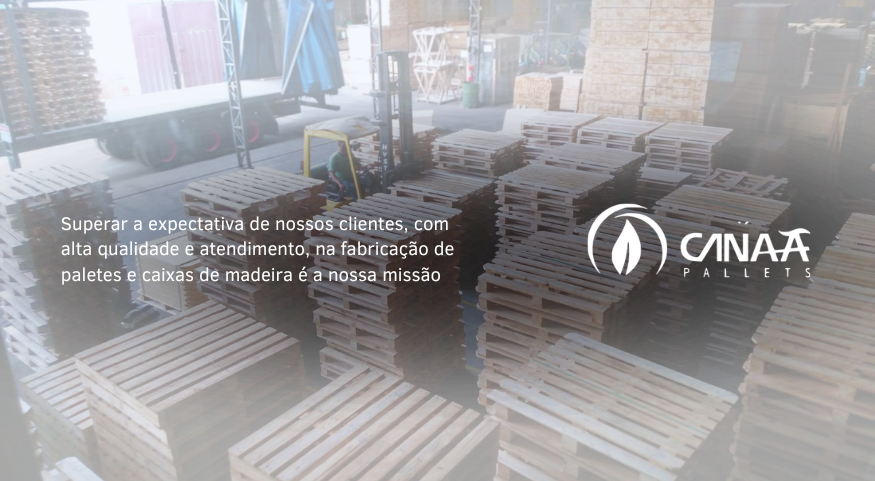 Superar a expectativa de nossos clientes, com
alta qualidade e atendimento, na fabricação de
paletes e caixas de madeira é a nossa missão
CANAÃ
PALLETS